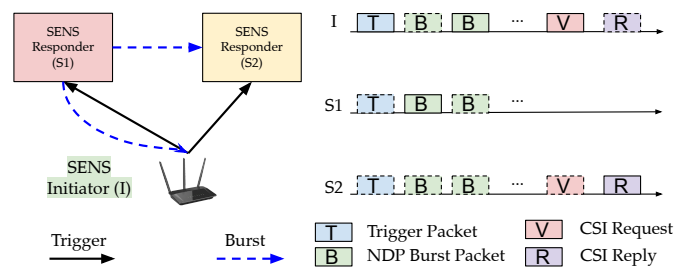 SENS
Responder
(S1)
SENS
Responder
(S2)
SENS
Initiator (I)
Trigger
Burst
I
T B B ... V R
S1
T B B ...
S2
T B B ... V R
T Trigger Packet
V CSI Request
B NDP Burst Packet
R CSI Reply